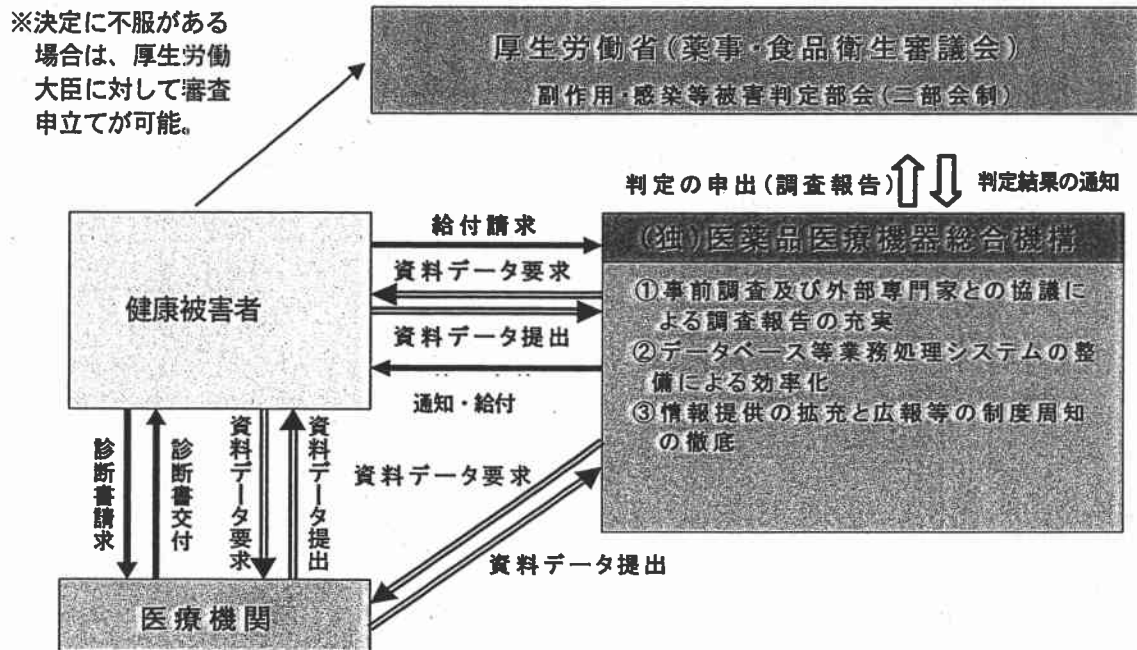 ※決定に不服がある
場合は、厚生労働
大臣に対して審査
申立てが可能。
厚生労働省(薬事・食品衛生審議会)
副作用・感染等被害判定部会(二部会制)
判定の申出(調査報告)
判定結果の通知
健康被害者
給付請求
資料データ要求
資料データ提出
通知・給付
(独)医薬品医療機器総合機構
①事前調査及び外部専門家との協議に
よる調査報告の充実
②データベース等業務処理システムの整
備による効率化
③情報提供の拡充と広報等の制度周知
の徹底
診断書請求
診断書交付
資料データ要求
資料データ提出
資料データ要求
資料データ提出
医療機関